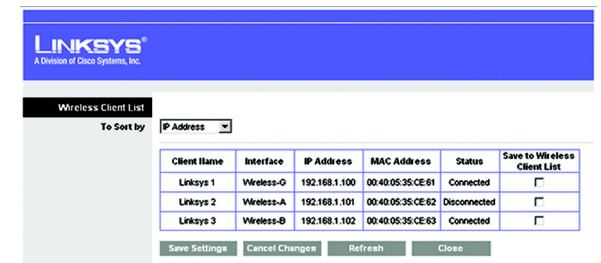 LINKSYS®
A Division of Cisco Systems, Inc.
Wireless Client List
To Sort by IP Address
Client Name Interface IP Address MAC Address Status Save to Wireless Client List
Linksys 1 Wireless-G 192.168.1.100 00:40:05:35:CE:61 Connected
Linksys 2 Wireless-A 192.168.1.101 00:40:05:35:CE:62 Disconnected
Linksys 3 Wireless-B 192.168.1.102 00:40:05:35:CE:63 Connected
Save Settings Cancel Changes Refresh Close